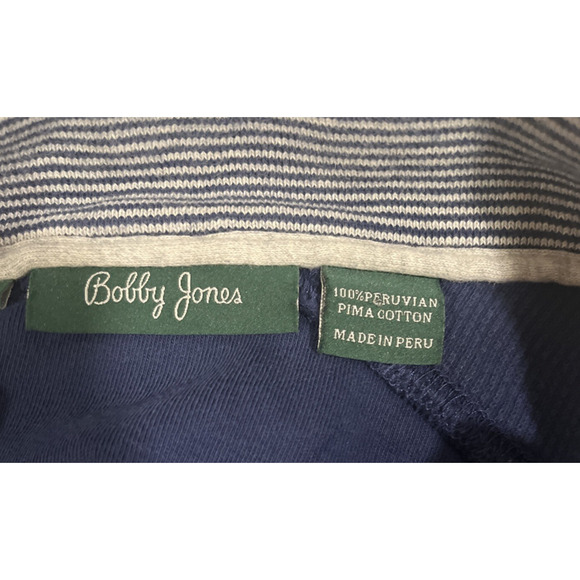 Bobby Jones
100% PERUVIAN
PIMA COTTON
MADE IN PERU